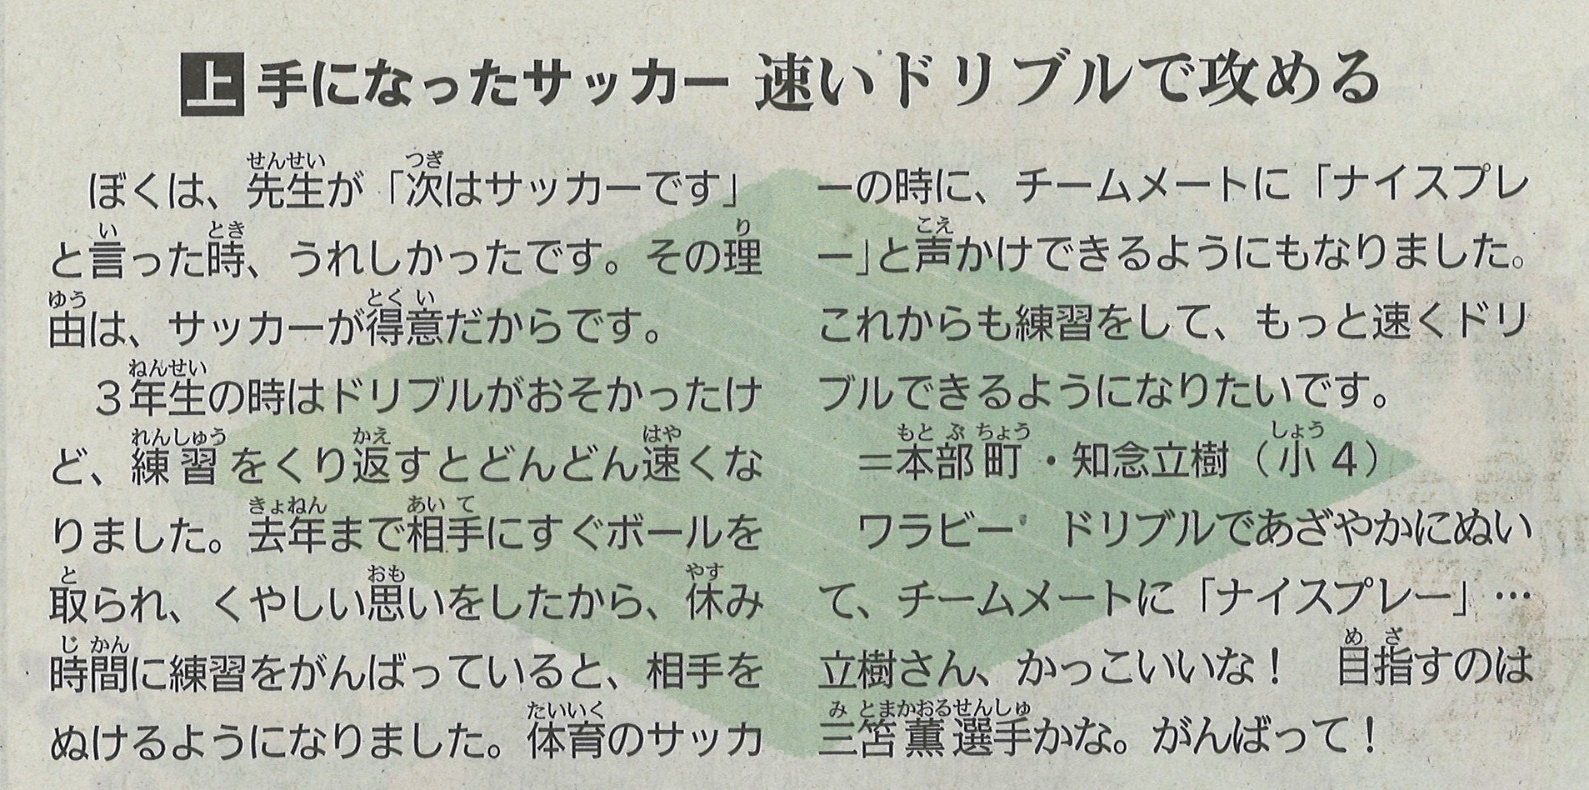 上手になったサッカー 速いドリブルで攻める
ぼくは、先生が「次はサッカーです」
と言った時、うれしかったです。その理
由は、サッカーが得意だからです。
３年生の時はドリブルがおそかったけ
ど、練習をくり返すとどんどん速くな
りました。去年まで相手にすぐボールを
取られ、くやしい思いをしたから、休み
時間に練習をがんばっていると、相手を
ぬけるようになりました。体育のサッカ
ーの時に、チームメートに「ナイスプレ
ー」と声かけできるようにもなりました。
これからも練習をして、もっと速くドリ
ブルできるようになりたいです。
＝本部町・知念立樹（小４）
ワラビー　ドリブルであざやかにぬい
て、チームメートに「ナイスプレー」…
立樹さん、かっこいいな！　目指すのは
三笘薫選手かな。がんばって！